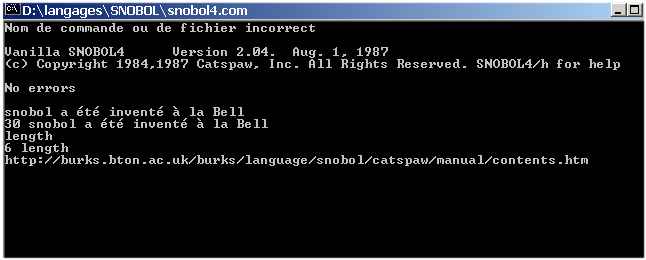 D:\langages\SNOBOL\snobol4.com
Nom de commande ou de fichier incorrect
Vanilla SNOBOL4 Version 2.04. Aug. 1, 1987
(c) Copyright 1984,1987 Catspaw, Inc. All Rights Reserved. SNOBOL4/h for help
No errors
snobol a été inventé à la Bell
30 snobol a été inventé à la Bell
length
6 length
http://burks.bton.ac.uk/burks/language/snobol/catspaw/manual/contents.htm